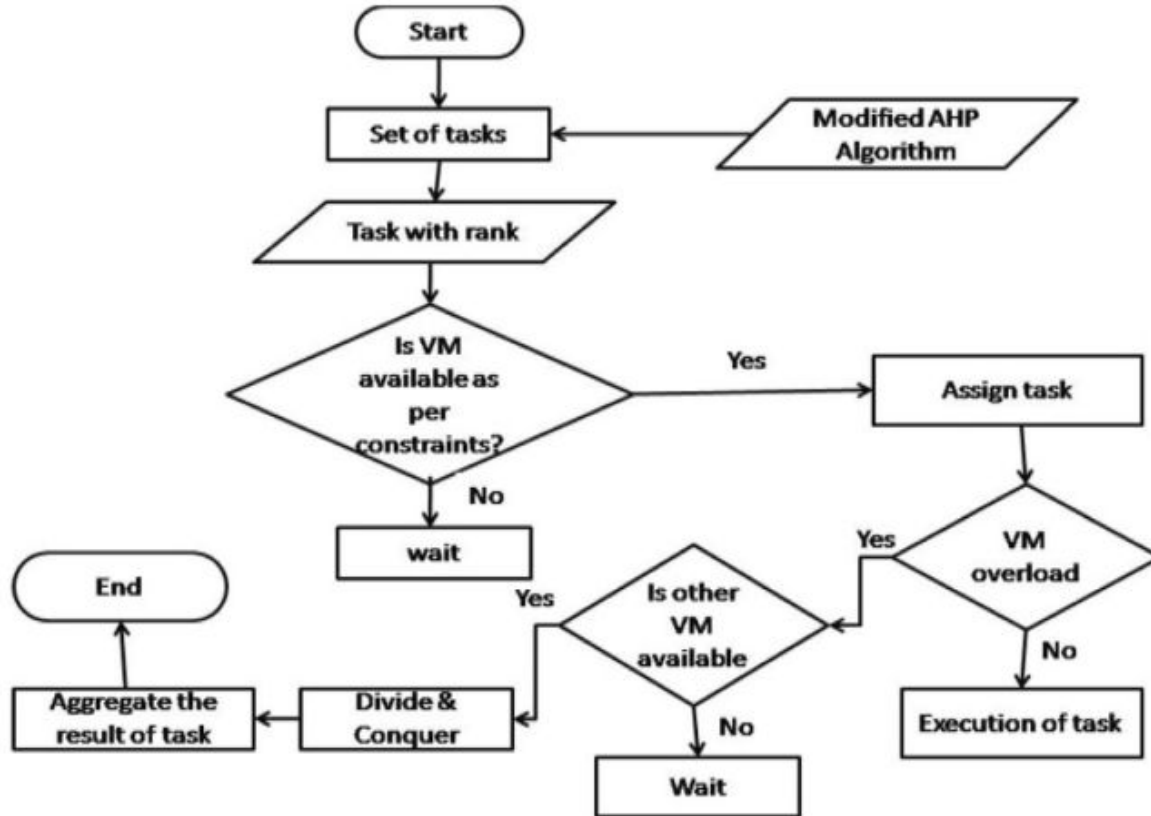 Start
Set of tasks
Modified AHP
Algorithm
Task with rank
Is VM
available as
per
constraints?
Yes
Assign task
No
wait
VM
overload
Yes
No
Execution of task
Is other
VM
available
Yes
No
Wait
Divide &
Conquer
Aggregate the
result of task
End